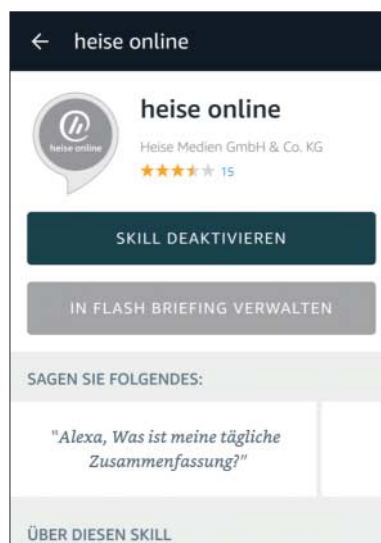 ← heise online
heise online
heise online
Heise Medien GmbH & Co. KG
15
SKILL DEAKTIVIEREN
IN FLASH BRIEFING VERWALTEN
SAGEN SIE FOLGENDES:
"Alexa, Was ist meine tägliche
Zusammenfassung?"
ÜBER DIESEN SKILL